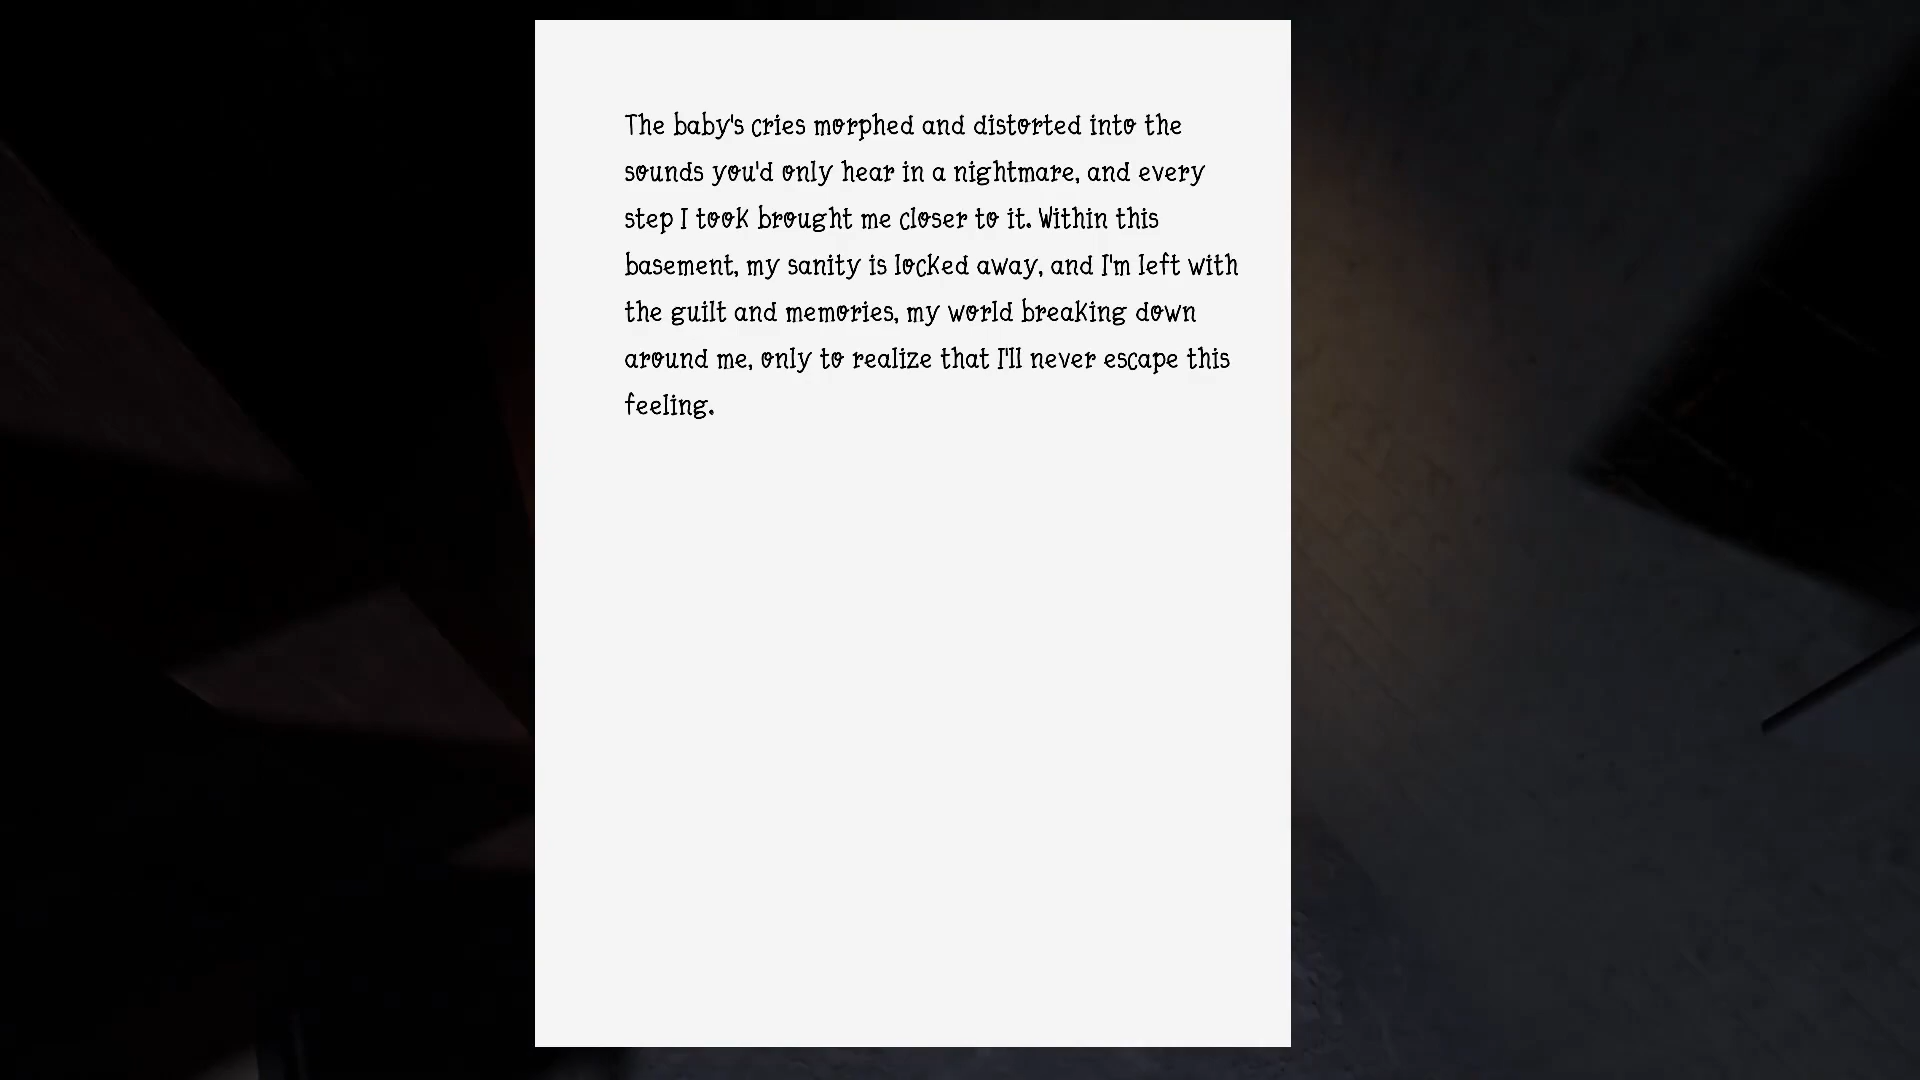 The baby's cries morphed and distorted into the
sounds you'd only hear in a nightmare, and every
step I took brought me closer to it. Within this
basement, my sanity is locked away, and I'm left with
the guilt and memories, my world breaking down
around me, only to realize that I'll never escape this
feeling.